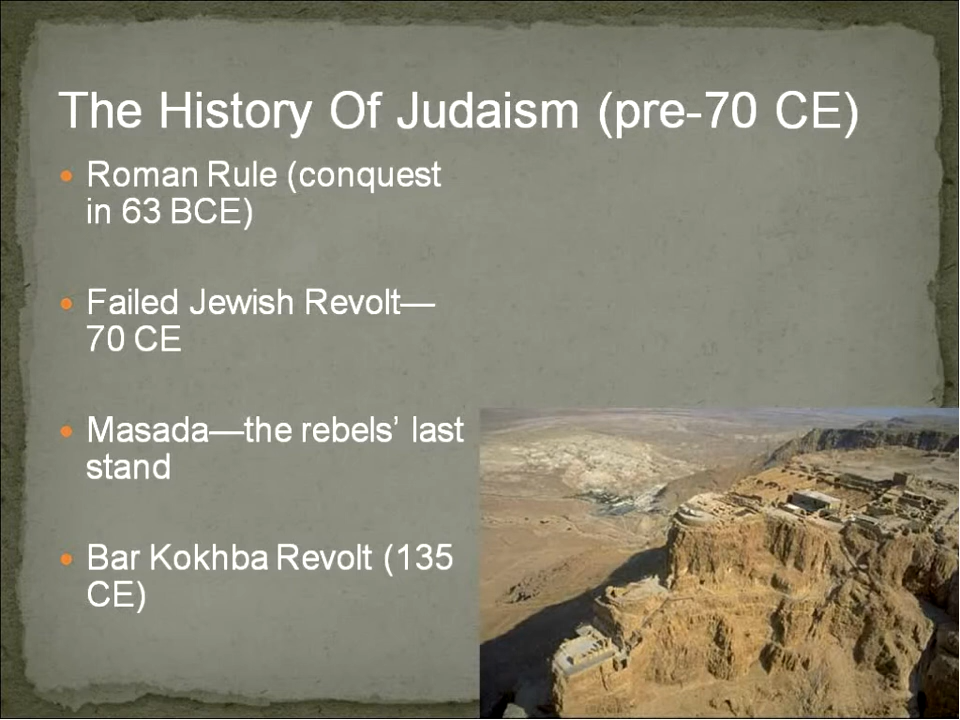 The History Of Judaism (pre-70 CE)
• Roman Rule (conquest
in 63 BCE)
• Failed Jewish Revolt—
70 CE
• Masada—the rebels’ last
stand
• Bar Kokhba Revolt (135
CE)